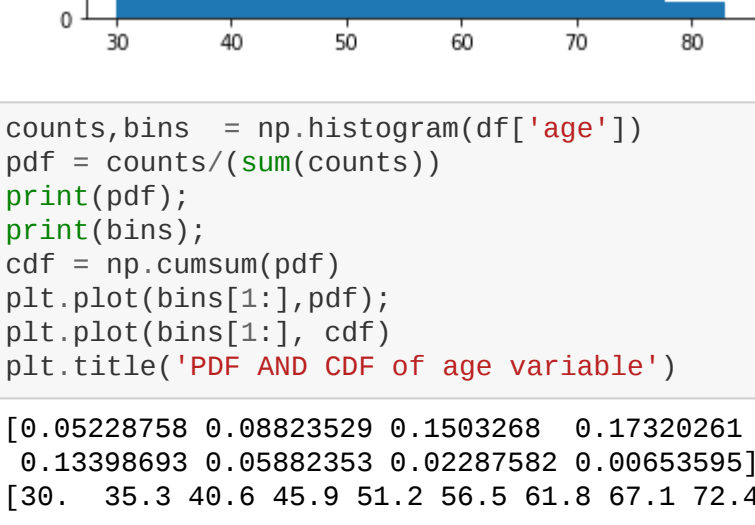 0
30 40 50 60 70 80
counts,bins  = np.histogram(df['age'])
pdf = counts/(sum(counts))
print(pdf);
print(bins);
cdf = np.cumsum(pdf)
plt.plot(bins[1:],pdf);
plt.plot(bins[1:], cdf)
plt.title('PDF AND CDF of age variable')
[0.05228758 0.08823529 0.1503268  0.17320261
 0.13398693 0.05882353 0.02287582 0.00653595]
[30.  35.3 40.6 45.9 51.2 56.5 61.8 67.1 72.4